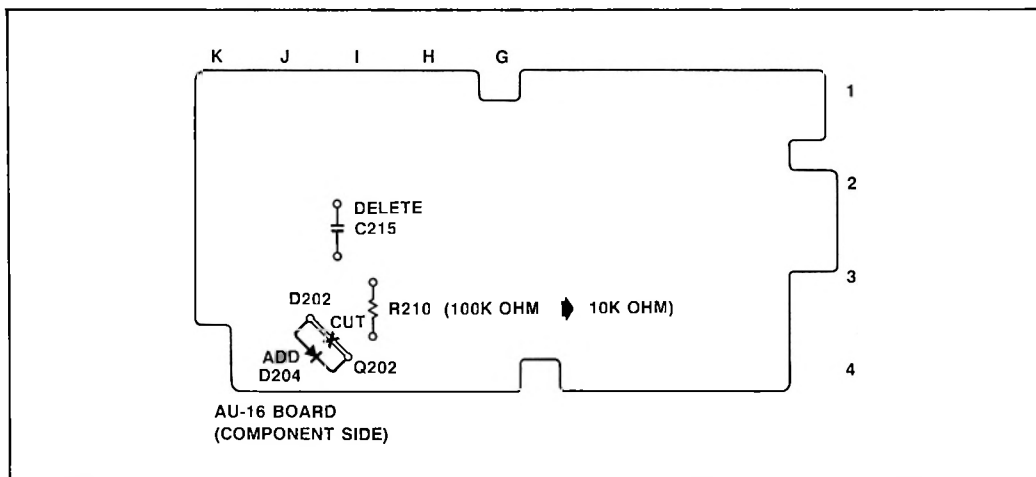 K J I H G
1
2
DELETE
C215
3
D202
CUT
R210 (100K OHM ➧ 10K OHM)
ADD
D204
Q202
4
AU-16 BOARD
(COMPONENT SIDE)